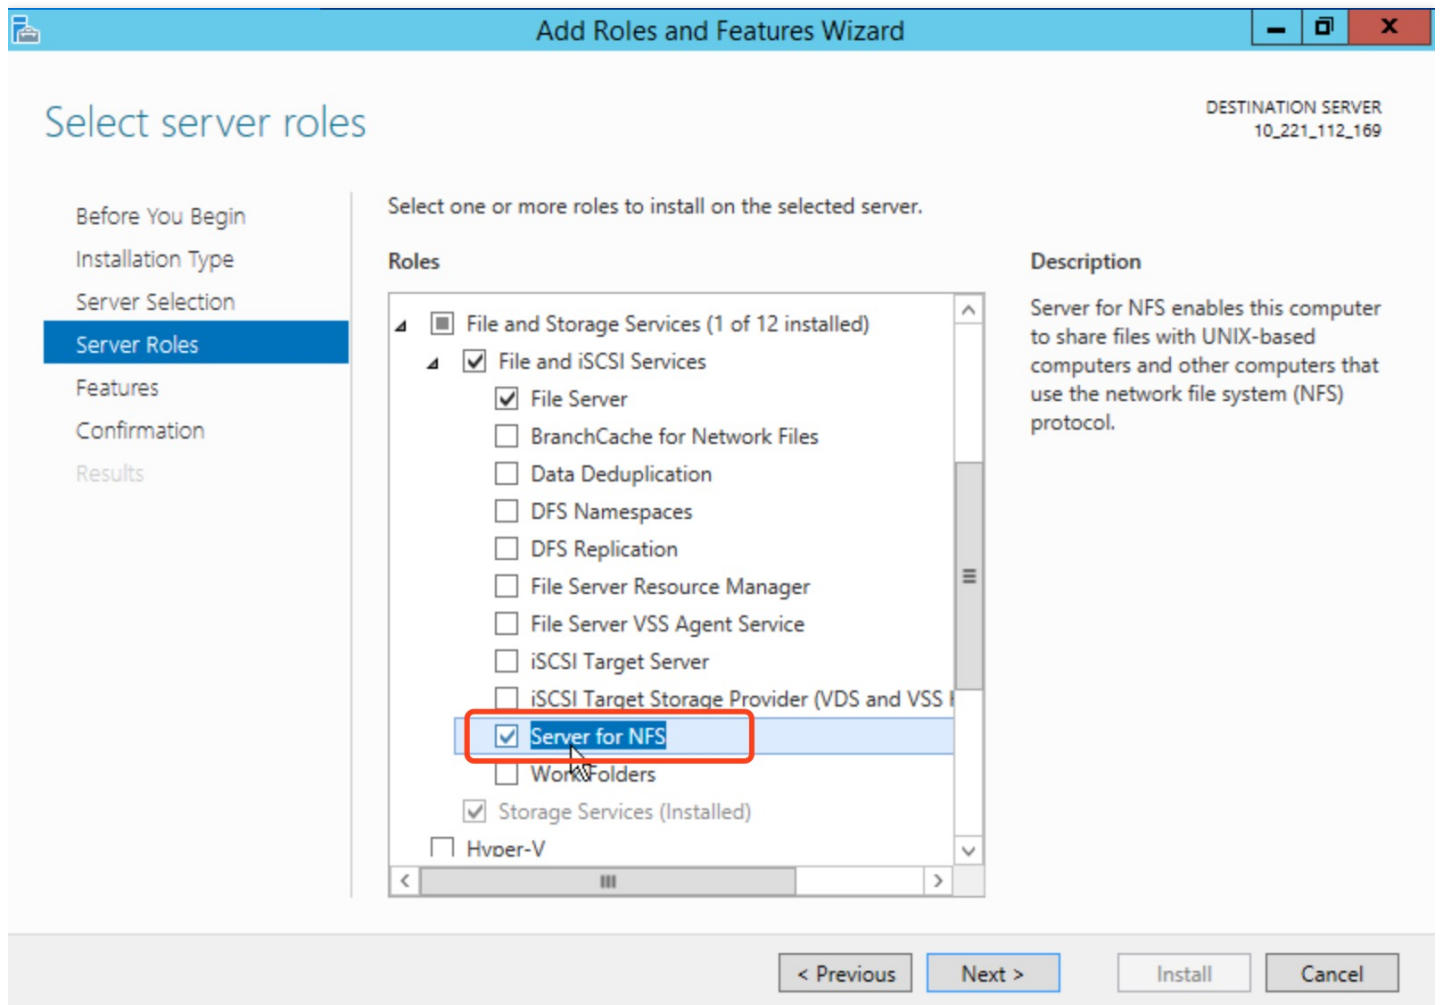 Add Roles and Features Wizard
Select server roles
DESTINATION SERVER
10_221_112_169
Before You Begin
Installation Type
Server Selection
Server Roles
Features
Confirmation
Results
Select one or more roles to install on the selected server.
Roles
File and Storage Services (1 of 12 installed)
File and iSCSI Services
File Server
BranchCache for Network Files
Data Deduplication
DFS Namespaces
DFS Replication
File Server Resource Manager
File Server VSS Agent Service
iSCSI Target Server
iSCSI Target Storage Provider (VDS and VSS
Server for NFS
Work Folders
Storage Services (Installed)
Hyper-V
Description
Server for NFS enables this computer
to share files with UNIX-based
computers and other computers that
use the network file system (NFS)
protocol.
< Previous
Next >
Install
Cancel